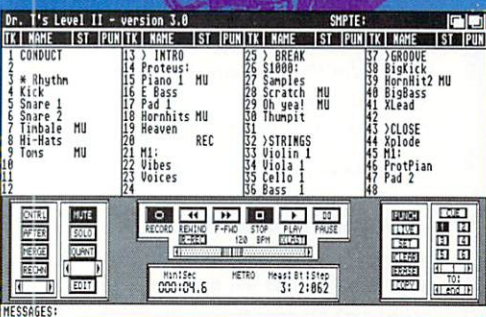 Dr. T's Level II - version 3.0 SMPTE:
TK NAME ST PUN TK NAME ST PUN TK NAME ST PUN TK NAME ST PUN
1 CONDUCT
2
3 * Rhythm
4 Kick
5 Snare 1
6 Snare 2
7 Timbale MU
8 Hi-Hats
9 Toms MU
10
11
12
13 > INTRO
14 Proteus:
15 Piano 1 MU
16 E Bass
17 Pad 1
18 Hornhits MU
19 Heaven
20 REC
21 M1:
22 Vibes
23 Voices
24
25 > BREAK
26 S1000:
27 Samples
28 Scratch MU
29 Oh yea! MU
30 Thumpit
31
32 >STRINGS
33 Violin 1
34 Viola 1
35 Cello 1
36 Bass 1
37 >GROOVE
38 BigKick
39 HornHit2 MU
40 BigBass
41 XLead
42
43 >CLOSE
44 Xplode
45 M1:
46 ProtPian
47 Pad 2
48
CNTRL
AFTER
MERGE
RECHN
MUTE
SOLO
QUANT
EDIT
RECORD REWIND F-FWD STOP PLAY PAUSE
120 BPM
Min:Sec METRO Meas: Bt:Step
000:04.6 3: 2:062
PUNCH
LIVE
SET
CLEAR
ERASE
COPY
CUE
1
TO:
end
MESSAGES: